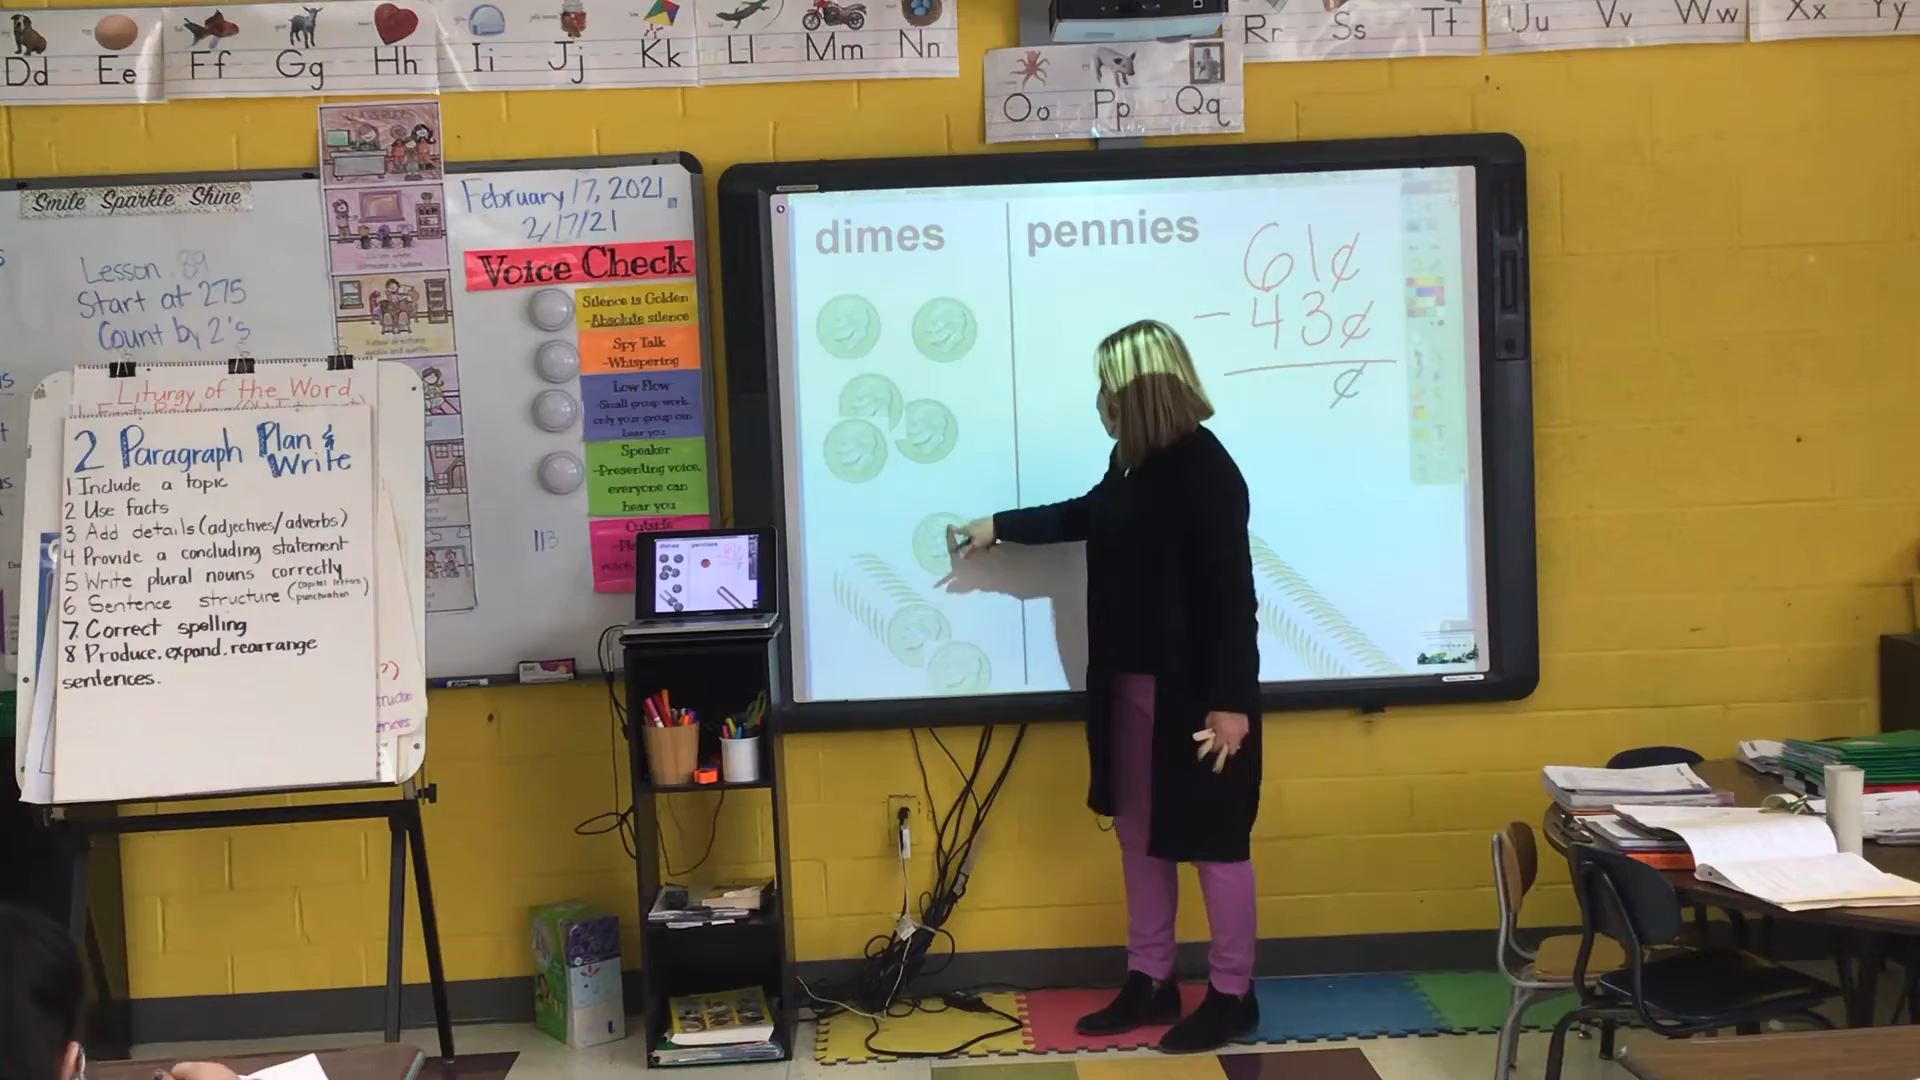 Dd Ee Ff Gg Hh Ii Jj Kk Ll Mm Nn
Oo Pp Qq
Rr Ss Tt Uu Vv Ww Xx Yy
Smile Sparkle Shine
Lesson 89
Start at 275
Count by 2's
Liturgy of the Word
2 Paragraph Plan &
Write
1 Include a topic
2 Use facts
3 Add details (adjectives/adverbs)
4 Provide a concluding statement
5 Write plural nouns correctly
6 Sentence structure (capital letters/
punctuation)
7. Correct spelling
8 Produce, expand, rearrange
sentences.
February 17, 2021
2/17/21
Voice Check
Silence is Golden
-Absolute silence
Spy Talk
-Whispering
Low Flow
-Small group work,
only your group can
hear you
Speaker
-Presenting voice,
everyone can
hear you
Outside
113
dimes pennies
61¢
- 43¢
¢
dimes pennies